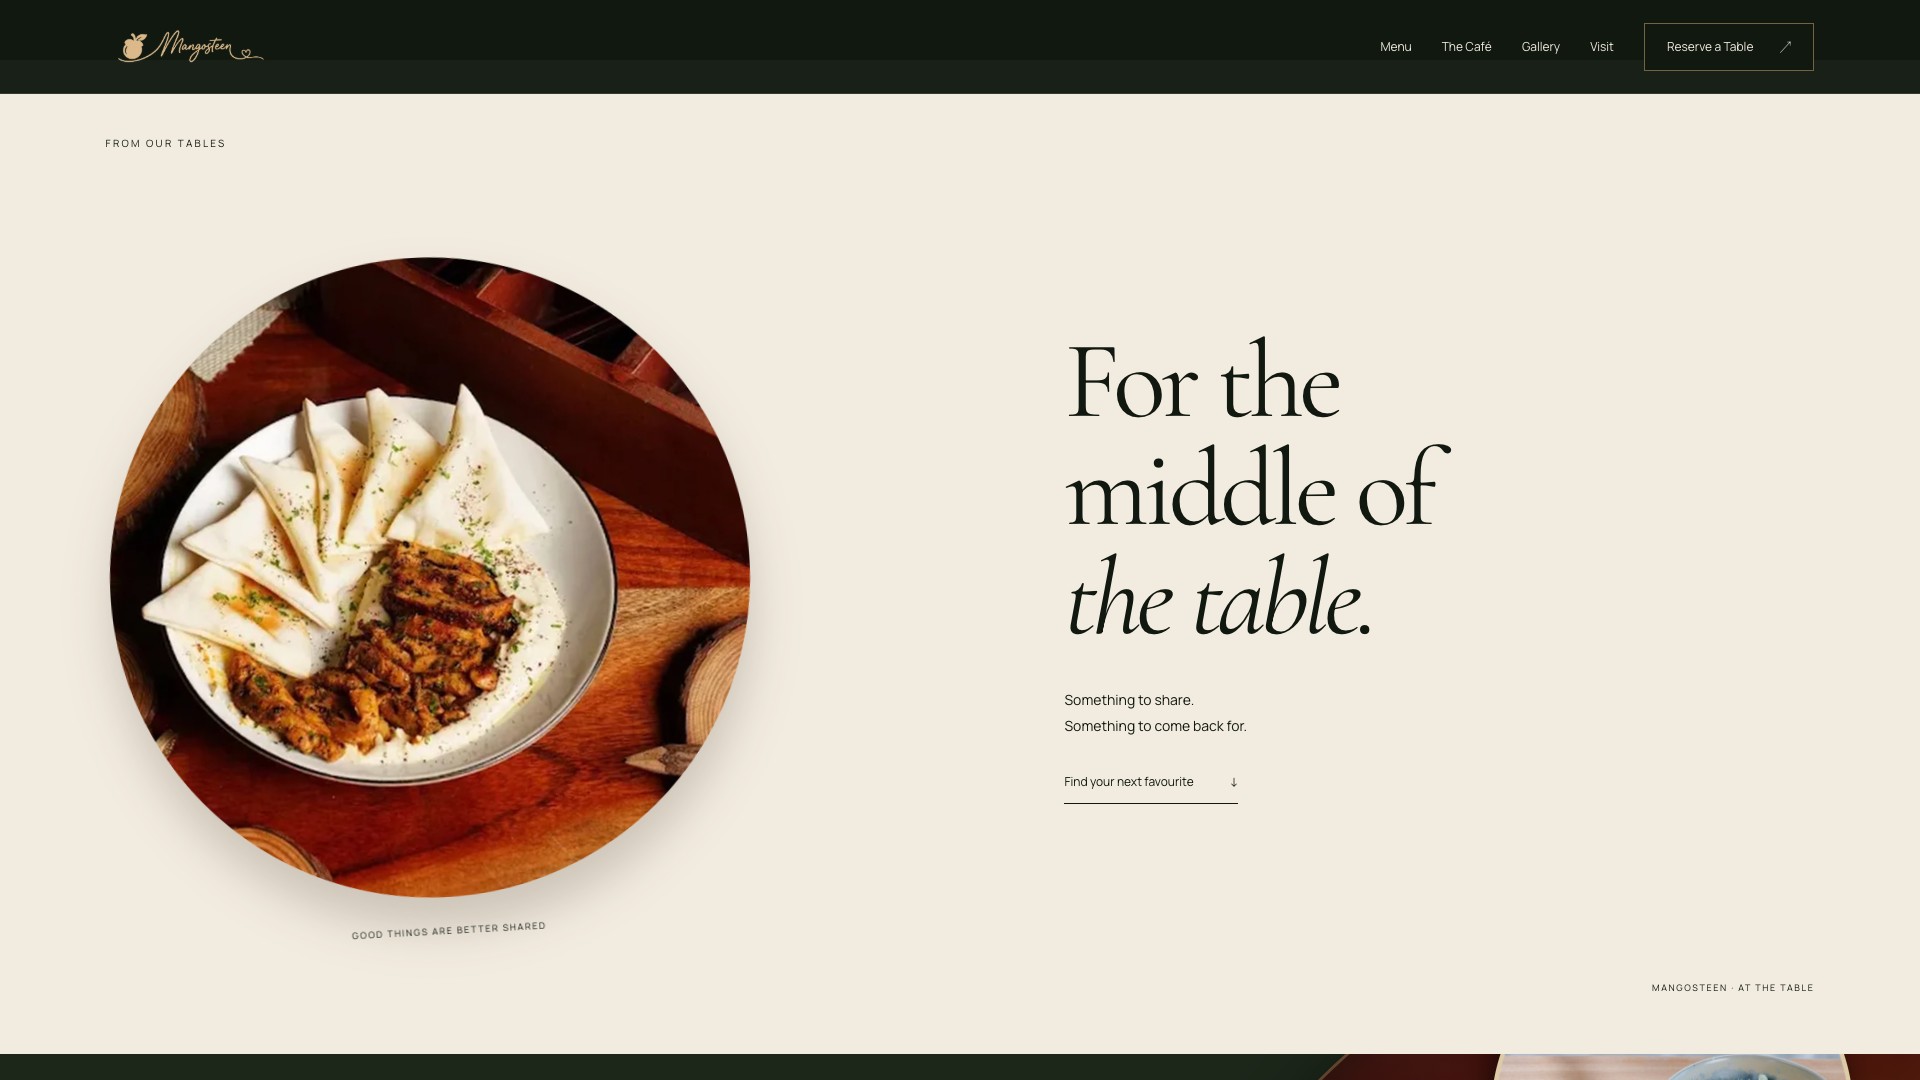 Mangosteen
Menu
The Café
Gallery
Visit
Reserve a Table
FROM OUR TABLES
For the
middle of
the table.
Something to share.
Something to come back for.
Find your next favourite
GOOD THINGS ARE BETTER SHARED
MANGOSTEEN · AT THE TABLE